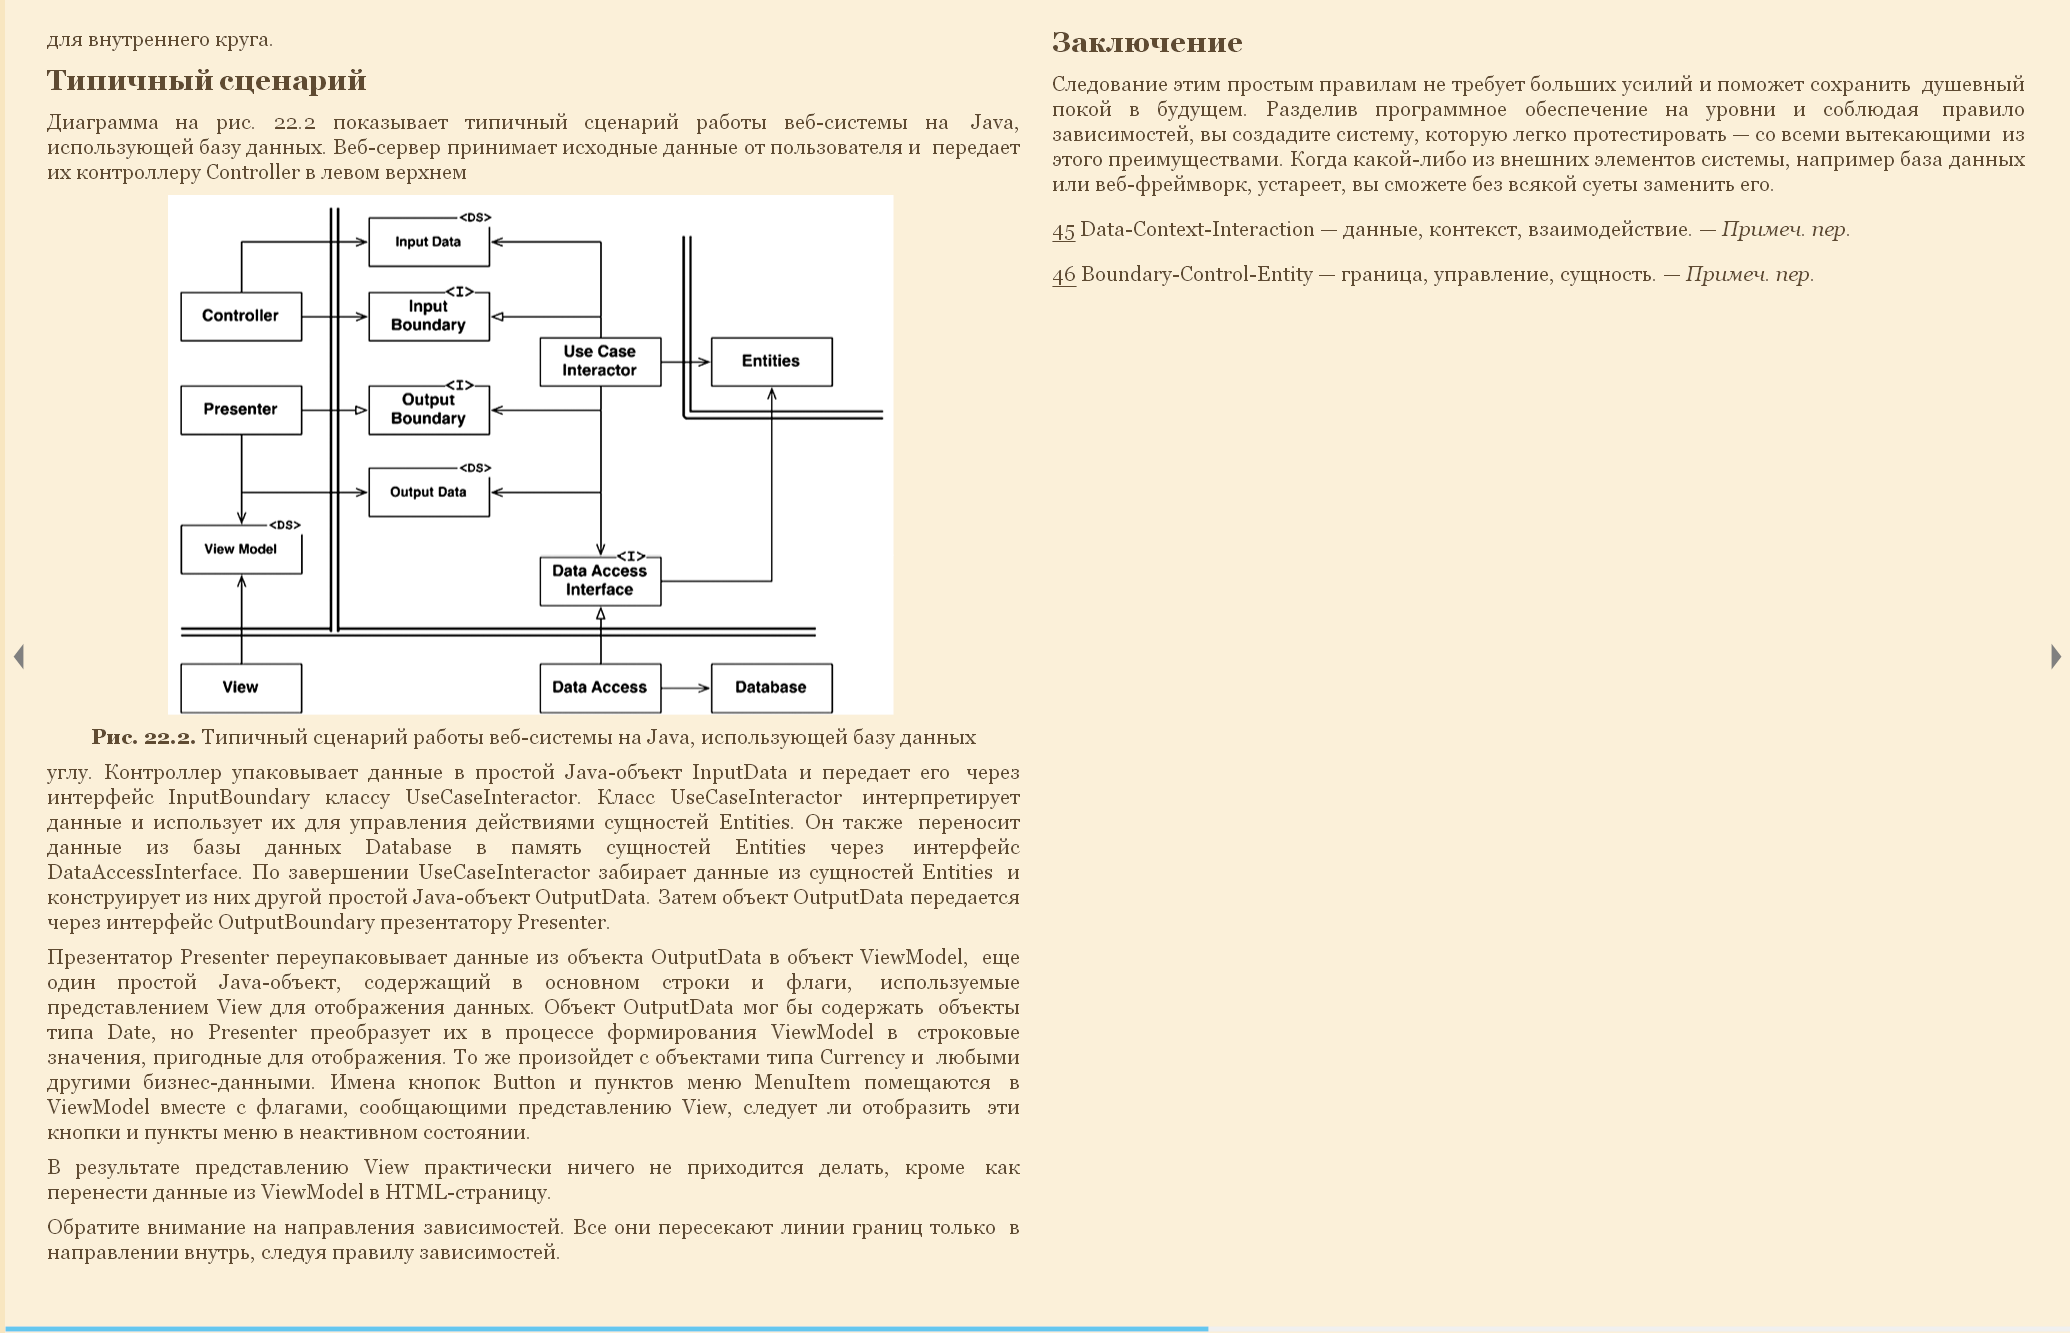 для внутреннего круга.
Типичный сценарий
Диаграмма на рис. 22.2 показывает типичный сценарий работы веб-системы на Java,
использующей базу данных. Веб-сервер принимает исходные данные от пользователя и передает
их контроллеру Controller в левом верхнем
<DS>
Input Data
<I>
Controller
Input
Boundary
Use Case
Interactor
Entities
<I>
Presenter
Output
Boundary
<DS>
Output Data
<DS>
View Model
<I>
Data Access
Interface
View
Data Access
Database
Рис. 22.2. Типичный сценарий работы веб-системы на Java, использующей базу данных
углу. Контроллер упаковывает данные в простой Java-объект InputData и передает его через
интерфейс InputBoundary классу UseCaseInteractor. Класс UseCaseInteractor интерпретирует
данные и использует их для управления действиями сущностей Entities. Он также переносит
данные из базы данных Database в память сущностей Entities через интерфейс
DataAccessInterface. По завершении UseCaseInteractor забирает данные из сущностей Entities и
конструирует из них другой простой Java-объект OutputData. Затем объект OutputData передается
через интерфейс OutputBoundary презентатору Presenter.
Презентатор Presenter переупаковывает данные из объекта OutputData в объект ViewModel, еще
один простой Java-объект, содержащий в основном строки и флаги, используемые
представлением View для отображения данных. Объект OutputData мог бы содержать объекты
типа Date, но Presenter преобразует их в процессе формирования ViewModel в строковые
значения, пригодные для отображения. То же произойдет с объектами типа Currency и любыми
другими бизнес-данными. Имена кнопок Button и пунктов меню MenuItem помещаются в
ViewModel вместе с флагами, сообщающими представлению View, следует ли отобразить эти
кнопки и пункты меню в неактивном состоянии.
В результате представлению View практически ничего не приходится делать, кроме как
перенести данные из ViewModel в HTML-страницу.
Обратите внимание на направления зависимостей. Все они пересекают линии границ только в
направлении внутрь, следуя правилу зависимостей.
Заключение
Следование этим простым правилам не требует больших усилий и поможет сохранить душевный
покой в будущем. Разделив программное обеспечение на уровни и соблюдая правило
зависимостей, вы создадите систему, которую легко протестировать — со всеми вытекающими из
этого преимуществами. Когда какой-либо из внешних элементов системы, например база данных
или веб-фреймворк, устареет, вы сможете без всякой суеты заменить его.
45 Data-Context-Interaction — данные, контекст, взаимодействие. — Примеч. пер.
46 Boundary-Control-Entity — граница, управление, сущность. — Примеч. пер.